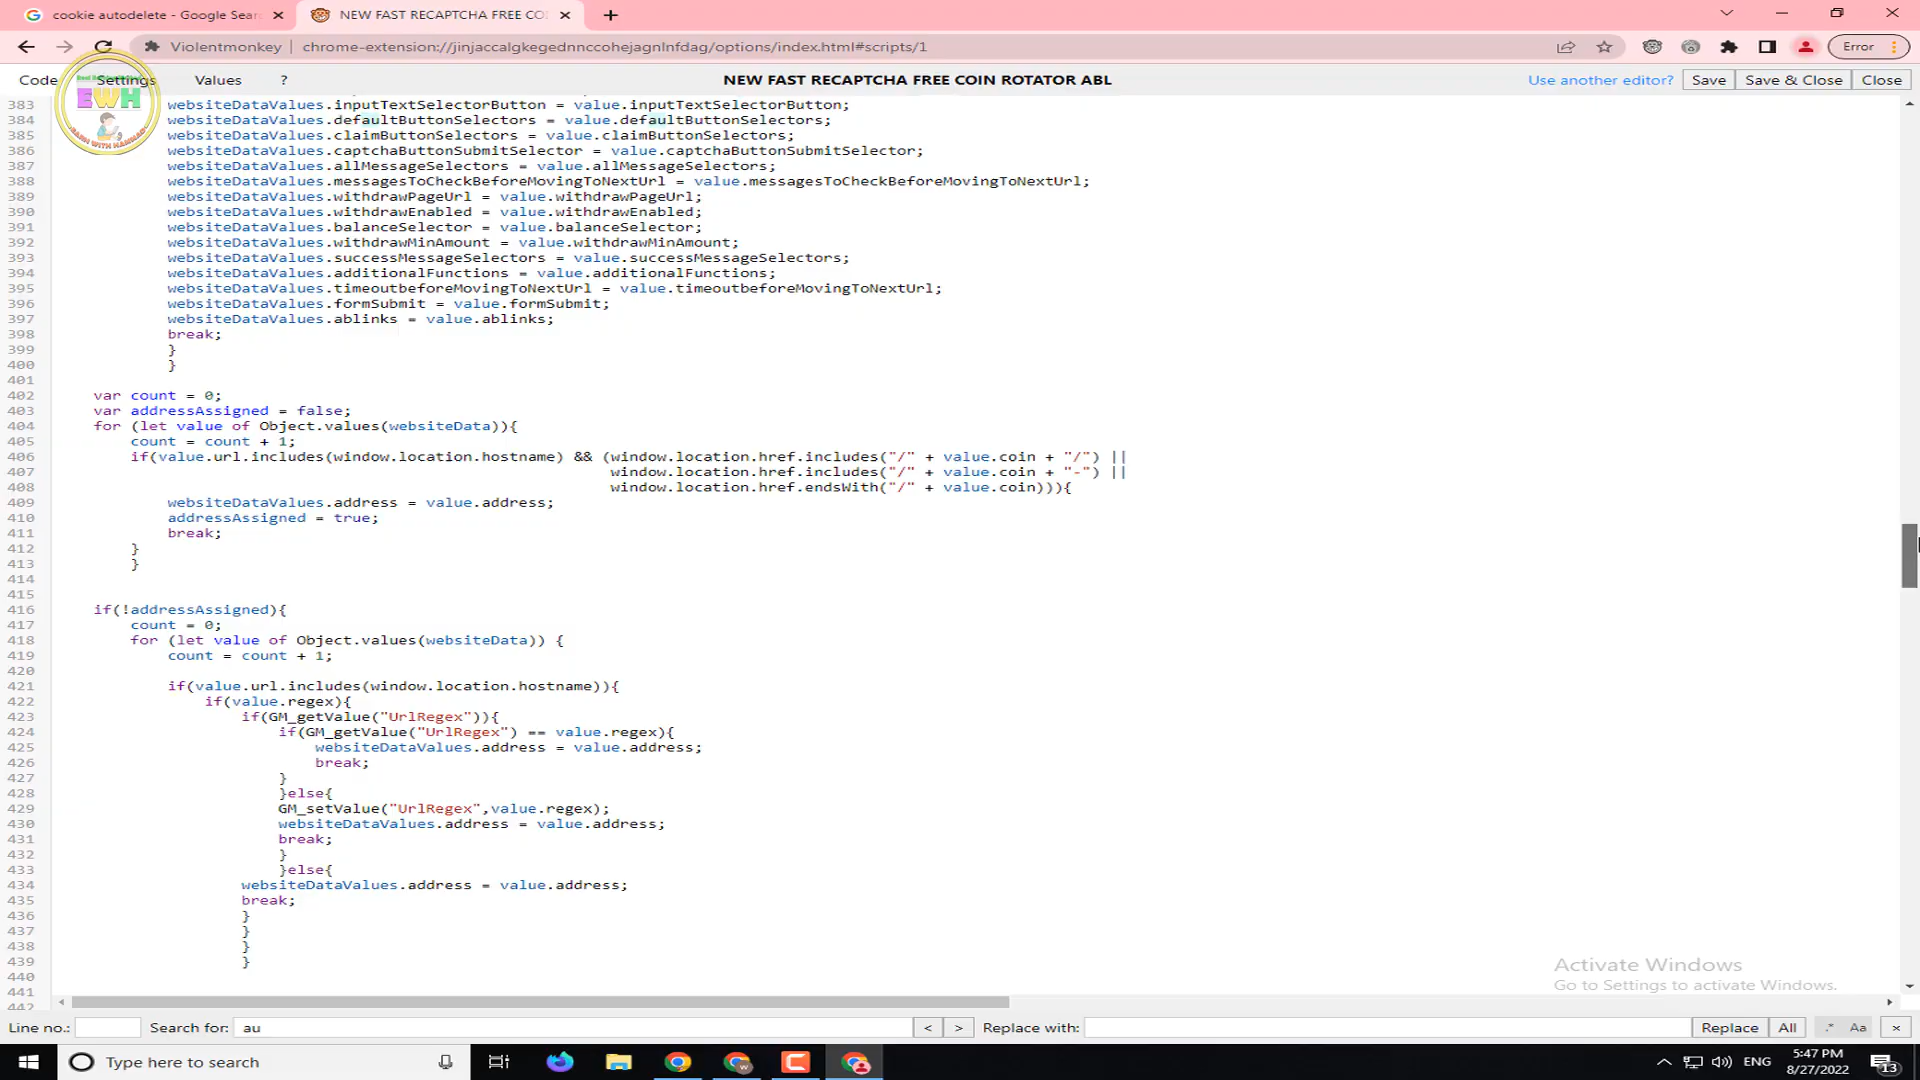 cookie autodelete - Google Sear
NEW FAST RECAPTCHA FREE CO
Violentmonkey
chrome-extension://jinjaccalgkegednnccohejagnlnfdag/options/index.html#scripts/1
Error
Code
Settings
Values
?
NEW FAST RECAPTCHA FREE COIN ROTATOR ABL
Use another editor?
Save
Save & Close
Close
EWH
EARN WITH HAMMAD
383 websiteDataValues.inputTextSelectorButton = value.inputTextSelectorButton;
384 websiteDataValues.defaultButtonSelectors = value.defaultButtonSelectors;
385 websiteDataValues.claimButtonSelectors = value.claimButtonSelectors;
386 websiteDataValues.captchaButtonSubmitSelector = value.captchaButtonSubmitSelector;
387 websiteDataValues.allMessageSelectors = value.allMessageSelectors;
388 websiteDataValues.messagesToCheckBeforeMovingToNextUrl = value.messagesToCheckBeforeMovingToNextUrl;
389 websiteDataValues.withdrawPageUrl = value.withdrawPageUrl;
390 websiteDataValues.withdrawEnabled = value.withdrawEnabled;
391 websiteDataValues.balanceSelector = value.balanceSelector;
392 websiteDataValues.withdrawMinAmount = value.withdrawMinAmount;
393 websiteDataValues.successMessageSelectors = value.successMessageSelectors;
394 websiteDataValues.additionalFunctions = value.additionalFunctions;
395 websiteDataValues.timeoutbeforeMovingToNextUrl = value.timeoutbeforeMovingToNextUrl;
396 websiteDataValues.formSubmit = value.formSubmit;
397 websiteDataValues.ablinks = value.ablinks;
398 break;
399 }
400 }
401
402 var count = 0;
403 var addressAssigned = false;
404 for (let value of Object.values(websiteData)){
405 count = count + 1;
406 if(value.url.includes(window.location.hostname) && (window.location.href.includes("/" + value.coin + "/") ||
407 window.location.href.includes("/" + value.coin + "-") ||
408 window.location.href.endsWith("/" + value.coin))){
409 websiteDataValues.address = value.address;
410 addressAssigned = true;
411 break;
412 }
413 }
414
415
416 if(!addressAssigned){
417 count = 0;
418 for (let value of Object.values(websiteData)) {
419 count = count + 1;
420
421 if(value.url.includes(window.location.hostname)){
422 if(value.regex){
423 if(GM_getValue("UrlRegex")){
424 if(GM_getValue("UrlRegex") == value.regex){
425 websiteDataValues.address = value.address;
426 break;
427 }
428 }else{
429 GM_setValue("UrlRegex",value.regex);
430 websiteDataValues.address = value.address;
431 break;
432 }
433 }else{
434 websiteDataValues.address = value.address;
435 break;
436 }
437 }
438 }
439 }
440
441
442
Activate Windows
Go to Settings to activate Windows.
Line no.:
Search for: au
<
>
Replace with:
Replace
All
.*
Aa
×
Type here to search
ENG
5:47 PM
8/27/2022
13